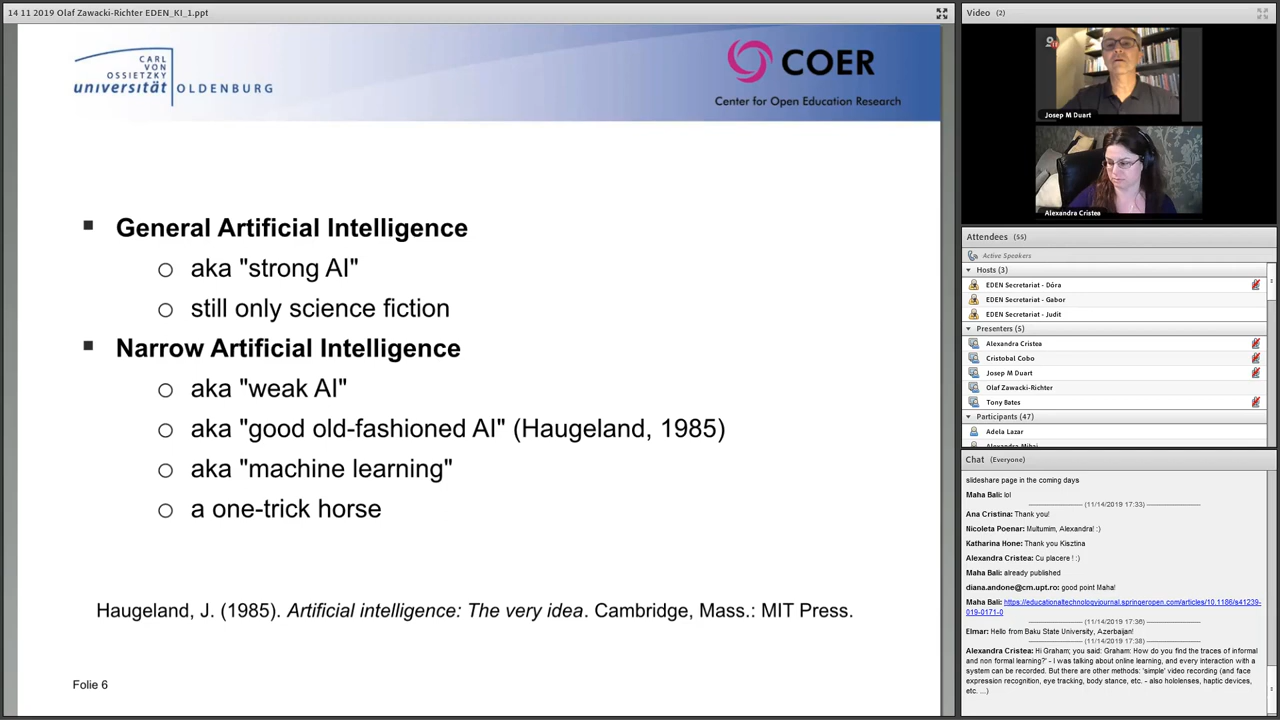 14 11 2019 Olaf Zawacki-Richter EDEN_KI_1.ppt
CARL
VON
OSSIETZKY
universität OLDENBURG
COER
Center for Open Education Research
General Artificial Intelligence
aka "strong AI"
still only science fiction
Narrow Artificial Intelligence
aka "weak AI"
aka "good old-fashioned AI" (Haugeland, 1985)
aka "machine learning"
a one-trick horse
Haugeland, J. (1985). Artificial intelligence: The very idea. Cambridge, Mass.: MIT Press.
Folie 6
Video (2)
Josep M Duart
Alexandra Cristea
Attendees (55)
Active Speakers
Hosts (3)
EDEN Secretariat - Dóra
EDEN Secretariat - Gabor
EDEN Secretariat - Judit
Presenters (5)
Alexandra Cristea
Cristobal Cobo
Josep M Duart
Olaf Zawacki-Richter
Tony Bates
Participants (47)
Adela Lazar
Alexandra Mihai
Chat (Everyone)
slideshare page in the coming days
Maha Bali: lol
(11/14/2019 17:33)
Ana Cristina: Thank you!
Nicoleta Poenar: Multumim, Alexandra! :)
Katharina Hone: Thank you Kisztina
Alexandra Cristea: Cu placere ! :)
Maha Bali: already published
diana.andone@cm.upt.ro: good point Maha!
Maha Bali: https://educationaltechnologyjournal.springeropen.com/articles/10.1186/s41239-
019-0171-0
(11/14/2019 17:36)
Elmar: Hello from Baku State University, Azerbaijan!
(11/14/2019 17:38)
Alexandra Cristea: Hi Graham; you said: Graham: How do you find the traces of informal
and non formal learning?' - I was talking about online learning, and every interaction with a
system can be recorded. But there are other methods: 'simple' video recording (and face
expression recognition, eye tracking, body stance, etc. - also hololenses, haptic devices,
etc. ...)